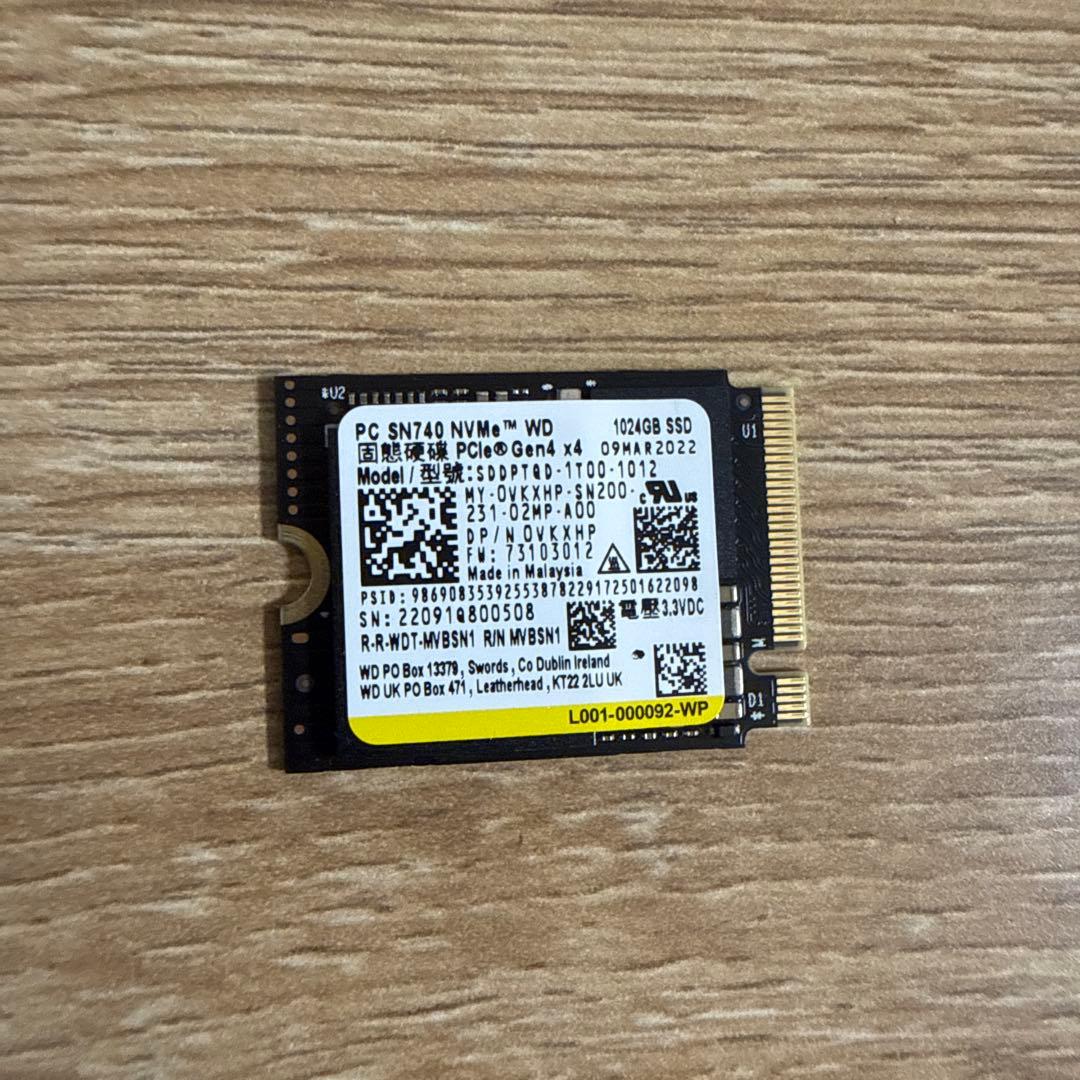 *U2
U1
PC SN740 NVMe™ WD 1024GB SSD
固態硬碟 PCIe® Gen4 x4 09MAR2022
Model / 型號:SDDPTQD-1T00-1012
MY-0VKXHP-SN200-
231-02MP-A00
DP/N 0VKXHP
FW: 73103012
Made in Malaysia
PSID: 98690835392553878229172501622098
SN: 22091Q800508 電壓 3.3VDC
R-R-WDT-MVBSN1 R/N MVBSN1
WD PO Box 13379, Swords, Co Dublin Ireland
WD UK PO Box 471, Leatherhead, KT22 2LU UK
L001-000092-WP
D1